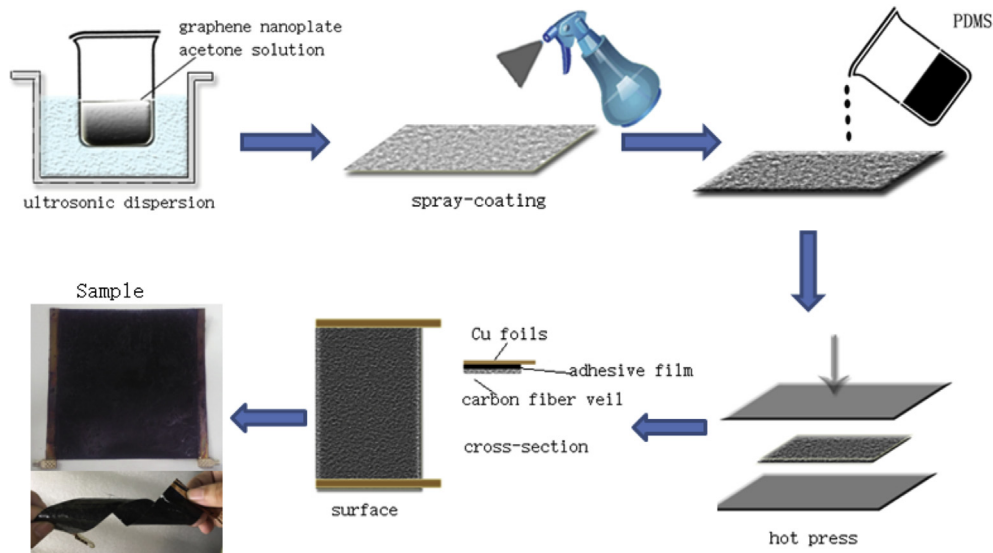 graphene nanoplate
acetone solution
ultrosonic dispersion
spray-coating
PDMS
Sample
Cu foils
adhesive film
carbon fiber veil
cross-section
surface
hot press